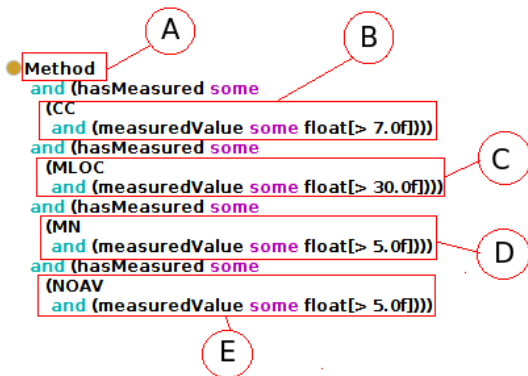 A
B
Method
and (hasMeasured some
(CC
and (measuredValue some float[> 7.0f])))
and (hasMeasured some
C
(MLOC
and (measuredValue some float[> 30.0f])))
and (hasMeasured some
(MN
and (measuredValue some float[> 5.0f])))
D
and (hasMeasured some
(NOAV
and (measuredValue some float[> 5.0f])))
E